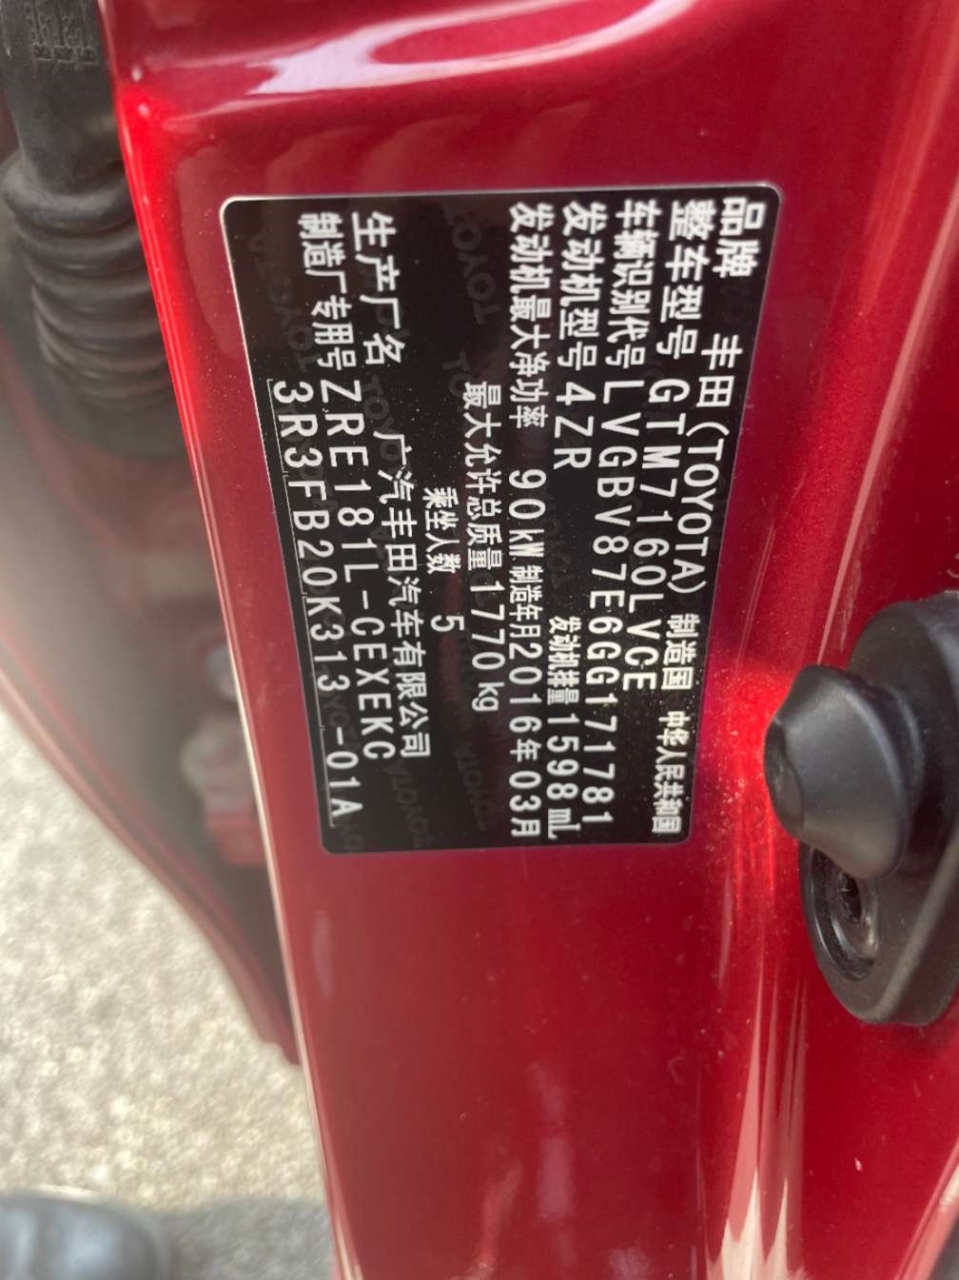 品牌 丰田(TOYOTA) 制造国 中华人民共和国
整车型号 GTM7160LVCE
车辆识别代号 LVGBV87E6GG171781
发动机型号 4ZR 发动机排量 1598mL
发动机最大净功率 90kW 制造年月 2016年03月
最大允许总质量 1770kg
乘坐人数 5
生产厂名 广汽丰田汽车有限公司
制造厂专用号 ZRE181L-CEXEKC
3R3FB20K313-01A